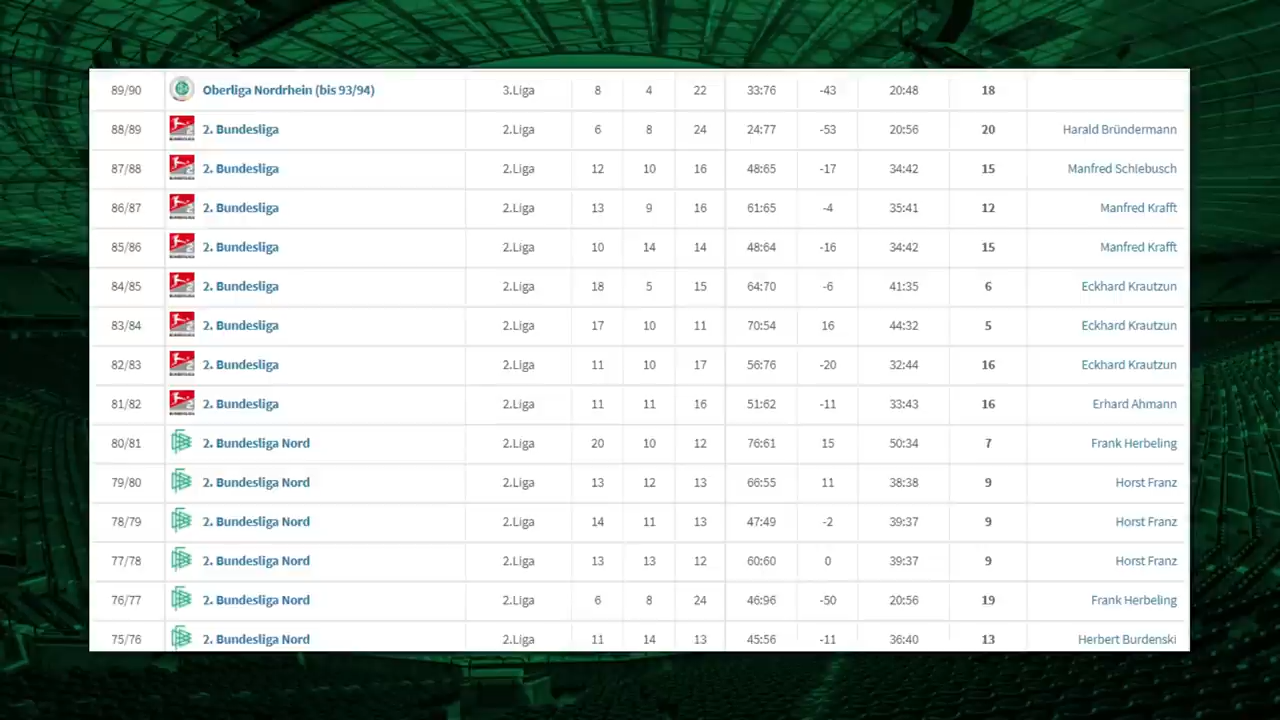 89/90 Oberliga Nordrhein (bis 93/94) 3.Liga 8 4 22 33:76 -43 20:48 18
88/89 2. Bundesliga 2.Liga 6 8 24 24:77 -53 20:56 20 Harald Bründermann
87/88 2. Bundesliga 2.Liga 12 10 16 48:65 -17 34:42 15 Manfred Schlebusch
86/87 2. Bundesliga 2.Liga 13 9 16 61:65 -4 35:41 12 Manfred Krafft
85/86 2. Bundesliga 2.Liga 10 14 14 48:64 -16 34:42 15 Manfred Krafft
84/85 2. Bundesliga 2.Liga 18 5 15 64:70 -6 41:35 6 Eckhard Krautzun
83/84 2. Bundesliga 2.Liga 17 10 11 70:54 16 44:32 5 Eckhard Krautzun
82/83 2. Bundesliga 2.Liga 11 10 17 56:76 -20 32:44 16 Eckhard Krautzun
81/82 2. Bundesliga 2.Liga 11 11 16 51:62 -11 33:43 16 Erhard Ahmann
80/81 2. Bundesliga Nord 2.Liga 20 10 12 76:61 15 50:34 7 Frank Herbeling
79/80 2. Bundesliga Nord 2.Liga 13 12 13 66:55 11 38:38 9 Horst Franz
78/79 2. Bundesliga Nord 2.Liga 14 11 13 47:49 -2 39:37 9 Horst Franz
77/78 2. Bundesliga Nord 2.Liga 13 13 12 60:60 0 39:37 9 Horst Franz
76/77 2. Bundesliga Nord 2.Liga 6 8 24 46:96 -50 20:56 19 Frank Herbeling
75/76 2. Bundesliga Nord 2.Liga 11 14 13 45:56 -11 36:40 13 Herbert Burdenski